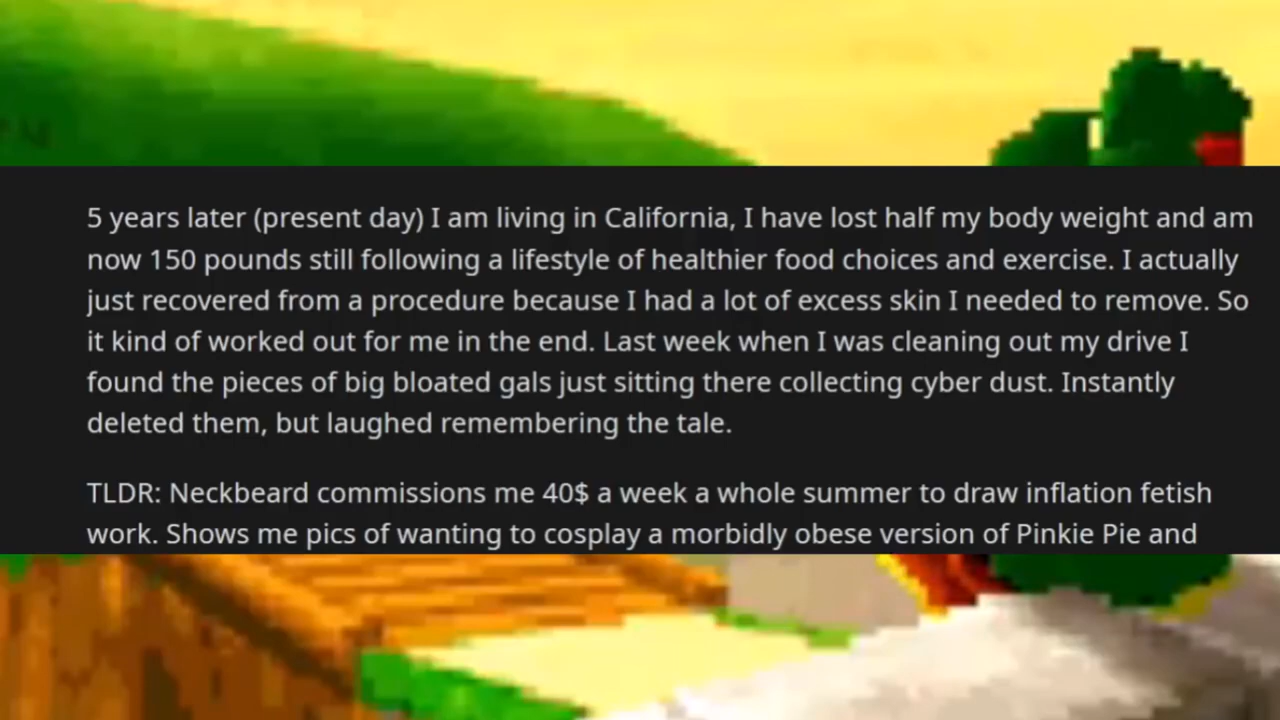 5 years later (present day) I am living in California, I have lost half my body weight and am
now 150 pounds still following a lifestyle of healthier food choices and exercise. I actually
just recovered from a procedure because I had a lot of excess skin I needed to remove. So
it kind of worked out for me in the end. Last week when I was cleaning out my drive I
found the pieces of big bloated gals just sitting there collecting cyber dust. Instantly
deleted them, but laughed remembering the tale.
TLDR: Neckbeard commissions me 40$ a week a whole summer to draw inflation fetish
work. Shows me pics of wanting to cosplay a morbidly obese version of Pinkie Pie and